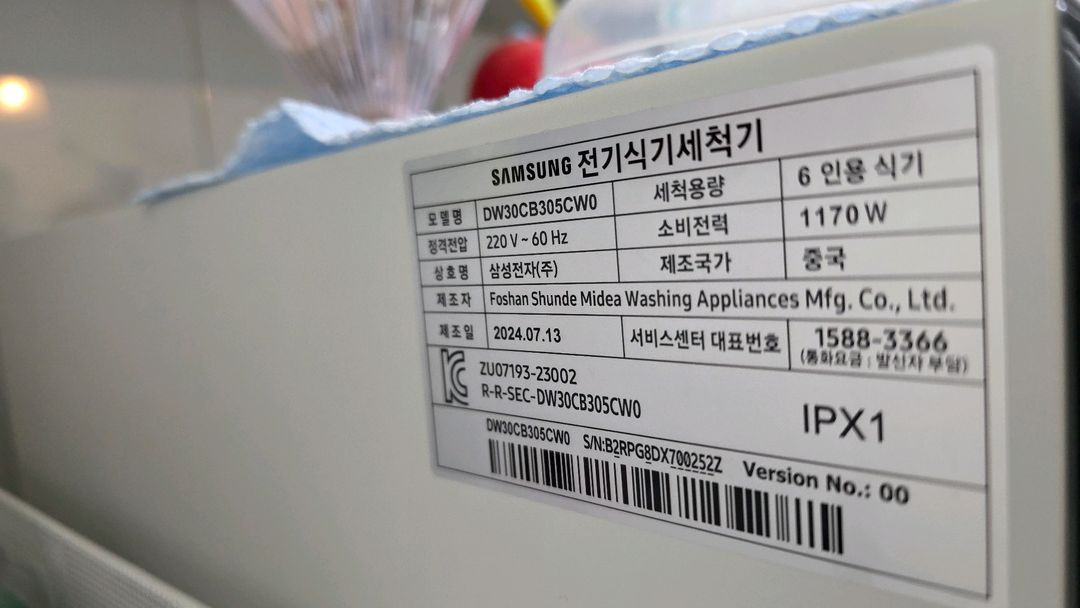 SAMSUNG 전기식기세척기
모델명 DW30CB305CW0 세척용량 6 인용 식기
정격전압 220 V ~ 60 Hz 소비전력 1170 W
상호명 삼성전자(주) 제조국가 중국
제조자 Foshan Shunde Midea Washing Appliances Mfg. Co., Ltd.
제조일 2024.07.13 서비스센터 대표번호 1588-3366
(통화요금 : 발신자 부담)
ZU07193-23002
R-R-SEC-DW30CB305CW0
IPX1
DW30CB305CW0 S/N:B2RPG8DX700252Z Version No.: 00